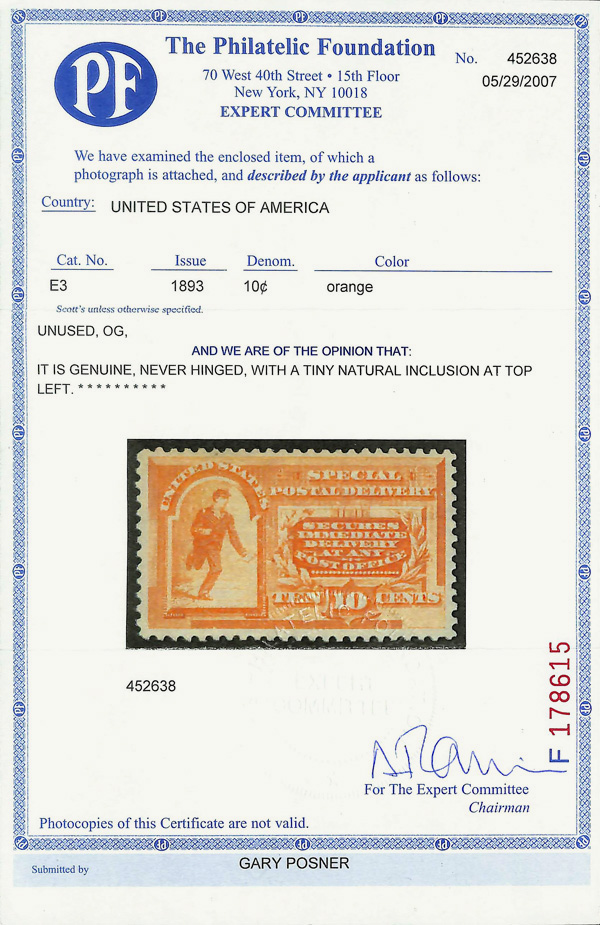 PF
The Philatelic Foundation
70 West 40th Street • 15th Floor
New York, NY 10018
EXPERT COMMITTEE
No. 452638
05/29/2007
We have examined the enclosed item, of which a
photograph is attached, and described by the applicant as follows:
Country: UNITED STATES OF AMERICA
Cat. No. Issue Denom. Color
E3 1893 10¢ orange
Scott's unless otherwise specified.
UNUSED, OG,
AND WE ARE OF THE OPINION THAT:
IT IS GENUINE, NEVER HINGED, WITH A TINY NATURAL INCLUSION AT TOP
LEFT. * * * * * * * * * *
UNITED STATES
SPECIAL
POSTAL DELIVERY
SECURES
IMMEDIATE
DELIVERY
AT ANY
POST OFFICE
TEN 10 CENTS
452638
F 178615
For The Expert Committee
Chairman
Photocopies of this Certificate are not valid.
Submitted by GARY POSNER